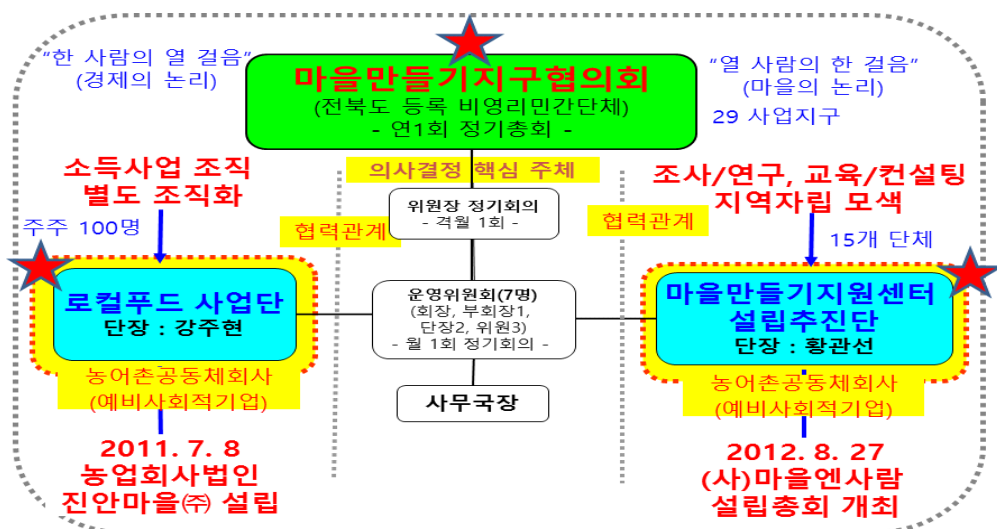 "한 사람의 열 걸음"
(경제의 논리)
마을만들기지구협의회
(전북도 등록 비영리민간단체)
- 연1회 정기총회 -
"열 사람의 한 걸음"
(마을의 논리)
29 사업지구
소득사업 조직
별도 조직화
의사결정 핵심 주체
조사/연구, 교육/컨설팅
지역자립 모색
위원장 정기회의
- 격월 1회 -
주주 100명
협력관계
협력관계
15개 단체
로컬푸드 사업단
단장 : 강주현
운영위원회(7명)
(회장, 부회장1,
단장2, 위원3)
- 월 1회 정기회의 -
마을만들기지원센터
설립추진단
단장 : 황관선
농어촌공동체회사
(예비사회적기업)
사무국장
농어촌공동체회사
(예비사회적기업)
2011. 7. 8
농업회사법인
진안마을㈜ 설립
2012. 8. 27
(사)마을엔사람
설립총회 개최